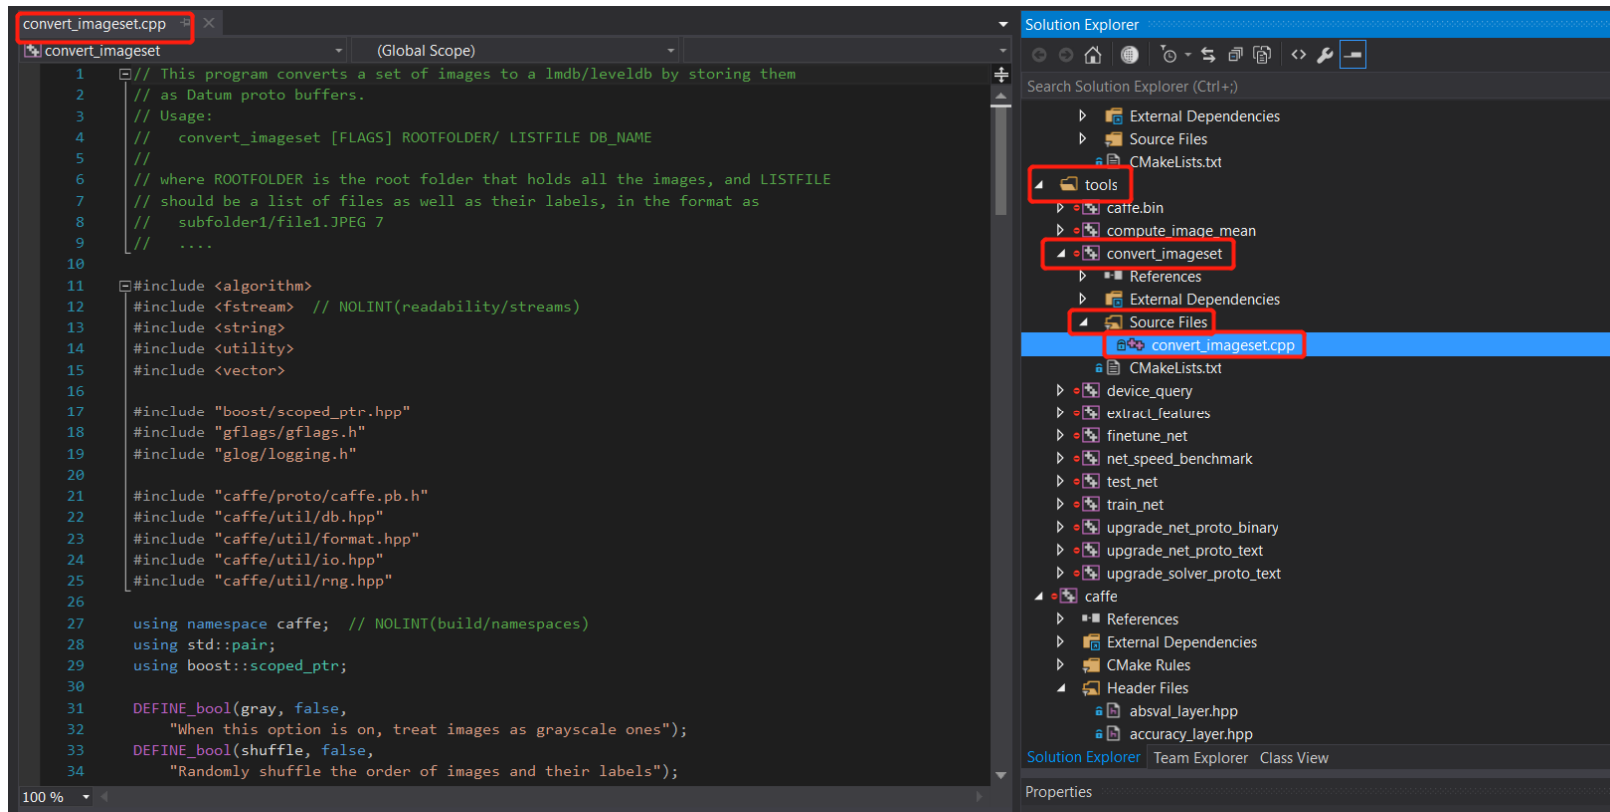 convert_imageset.cpp
convert_imageset
(Global Scope)
1 // This program converts a set of images to a lmdb/leveldb by storing them
2 // as Datum proto buffers.
3 // Usage:
4 //   convert_imageset [FLAGS] ROOTFOLDER/ LISTFILE DB_NAME
5 //
6 // where ROOTFOLDER is the root folder that holds all the images, and LISTFILE
7 // should be a list of files as well as their labels, in the format as
8 //   subfolder1/file1.JPEG 7
9 //   ....
10
11 #include <algorithm>
12 #include <fstream>  // NOLINT(readability/streams)
13 #include <string>
14 #include <utility>
15 #include <vector>
16
17 #include "boost/scoped_ptr.hpp"
18 #include "gflags/gflags.h"
19 #include "glog/logging.h"
20
21 #include "caffe/proto/caffe.pb.h"
22 #include "caffe/util/db.hpp"
23 #include "caffe/util/format.hpp"
24 #include "caffe/util/io.hpp"
25 #include "caffe/util/rng.hpp"
26
27 using namespace caffe;  // NOLINT(build/namespaces)
28 using std::pair;
29 using boost::scoped_ptr;
30
31 DEFINE_bool(gray, false,
32     "When this option is on, treat images as grayscale ones");
33 DEFINE_bool(shuffle, false,
34     "Randomly shuffle the order of images and their labels");
100 %
Solution Explorer
Search Solution Explorer (Ctrl+;)
External Dependencies
Source Files
CMakeLists.txt
tools
caffe.bin
compute_image_mean
convert_imageset
References
External Dependencies
Source Files
convert_imageset.cpp
CMakeLists.txt
device_query
extract_features
finetune_net
net_speed_benchmark
test_net
train_net
upgrade_net_proto_binary
upgrade_net_proto_text
upgrade_solver_proto_text
caffe
References
External Dependencies
CMake Rules
Header Files
absval_layer.hpp
accuracy_layer.hpp
Solution Explorer Team Explorer Class View
Properties